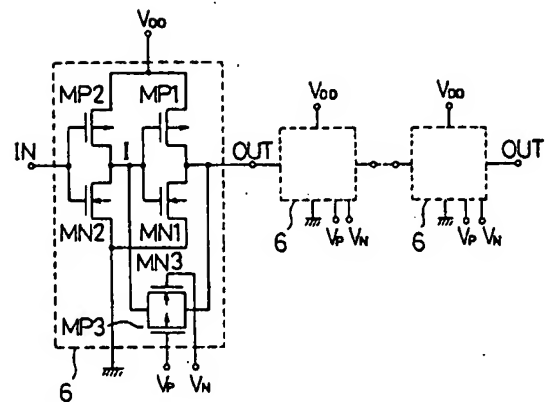 VDD
MP2 MP1
VDD
VDD
IN
I
OUT
OUT
MN2
MN1
6
VP VN
6
VP VN
MN3
MP3
6
VP
VN